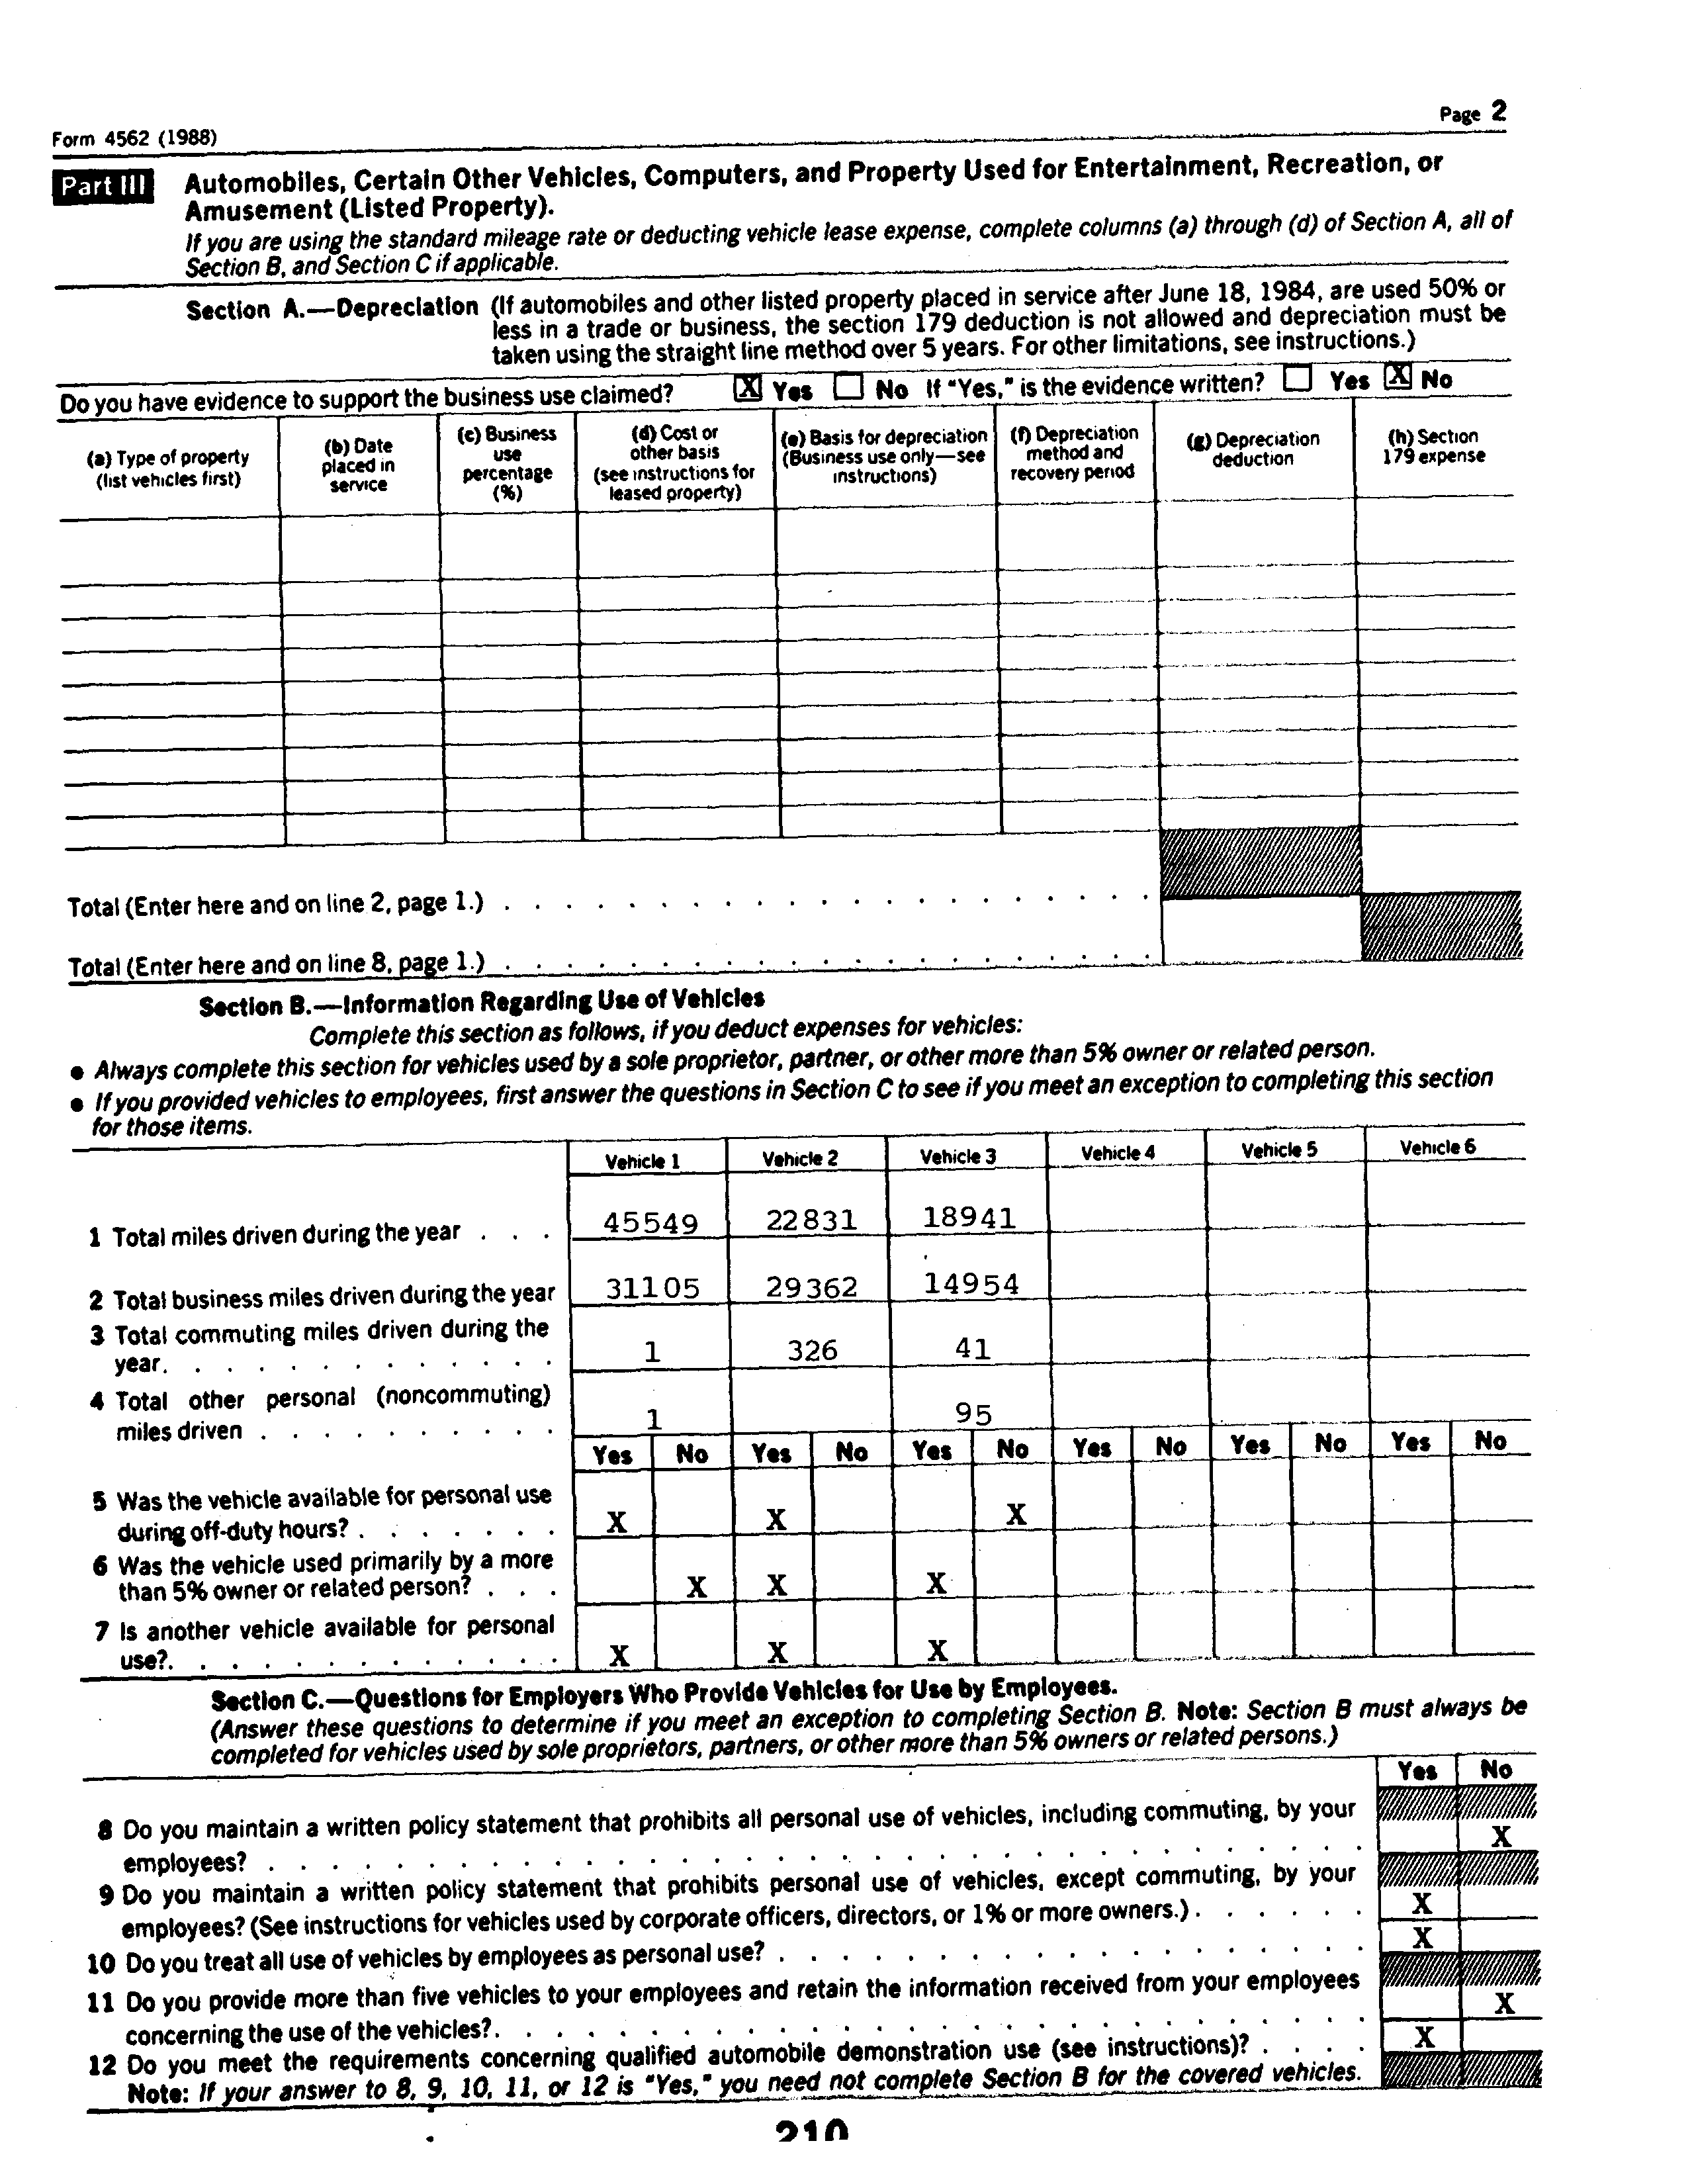 Page 2
Form 4562 (1988)
Part III Automobiles, Certain Other Vehicles, Computers, and Property Used for Entertainment, Recreation, or
Amusement (Listed Property).
If you are using the standard mileage rate or deducting vehicle lease expense, complete columns (a) through (d) of Section A, all of
Section B, and Section C if applicable.
Section A.—Depreciation (If automobiles and other listed property placed in service after June 18, 1984, are used 50% or
less in a trade or business, the section 179 deduction is not allowed and depreciation must be
taken using the straight line method over 5 years. For other limitations, see instructions.)
Do you have evidence to support the business use claimed? X Yes No If "Yes," is the evidence written? Yes X No
(a) Type of property
(list vehicles first)
(b) Date
placed in
service
(c) Business
use
percentage
(%)
(d) Cost or
other basis
(see instructions for
leased property)
(e) Basis for depreciation
(Business use only—see
instructions)
(f) Depreciation
method and
recovery period
(g) Depreciation
deduction
(h) Section
179 expense
Total (Enter here and on line 2, page 1.) . . . . . . . . . . . . . . . . . . . . .
Total (Enter here and on line 8, page 1.) . . . . . . . . . . . . . . . . . . . . .
Section B.—Information Regarding Use of Vehicles
Complete this section as follows, if you deduct expenses for vehicles:
● Always complete this section for vehicles used by a sole proprietor, partner, or other more than 5% owner or related person.
● If you provided vehicles to employees, first answer the questions in Section C to see if you meet an exception to completing this section
for those items.
Vehicle 1 Vehicle 2 Vehicle 3 Vehicle 4 Vehicle 5 Vehicle 6
1 Total miles driven during the year . . . 45549 22831 18941
2 Total business miles driven during the year 31105 29362 14954
3 Total commuting miles driven during the
year. . . . . . . . . . . . . 1 326 41
4 Total other personal (noncommuting)
miles driven . . . . . . . . . . 1 95
Yes No Yes No Yes No Yes No Yes No Yes No
5 Was the vehicle available for personal use
during off-duty hours? . . . . . . . X X X
6 Was the vehicle used primarily by a more
than 5% owner or related person? . . . X X X
7 Is another vehicle available for personal
use?. . . . . . . . . . . . . X X X
Section C.—Questions for Employers Who Provide Vehicles for Use by Employees.
(Answer these questions to determine if you meet an exception to completing Section B. Note: Section B must always be
completed for vehicles used by sole proprietors, partners, or other more than 5% owners or related persons.)
Yes No
8 Do you maintain a written policy statement that prohibits all personal use of vehicles, including commuting, by your
employees? . . . . . . . . . . . . . . . . . . . . . . . . . . . . . . . . . . X
9 Do you maintain a written policy statement that prohibits personal use of vehicles, except commuting, by your
employees? (See instructions for vehicles used by corporate officers, directors, or 1% or more owners.) . . . . . . X
10 Do you treat all use of vehicles by employees as personal use? . . . . . . . . . . . . . . . . . . . X
11 Do you provide more than five vehicles to your employees and retain the information received from your employees
concerning the use of the vehicles?. . . . . . . . . . . . . . . . . . . . . . . . . . . . X
12 Do you meet the requirements concerning qualified automobile demonstration use (see instructions)? . . . . X
Note: If your answer to 8, 9, 10, 11, or 12 is "Yes," you need not complete Section B for the covered vehicles.
210